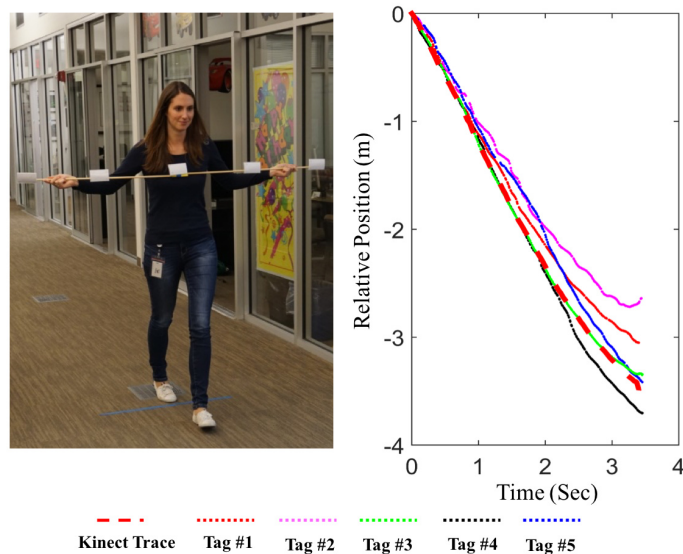 0
-1
-2
-3
-4
Relative Position (m)
0 1 2 3 4
Time (Sec)
Kinect Trace Tag #1 Tag #2 Tag #3 Tag #4 Tag #5